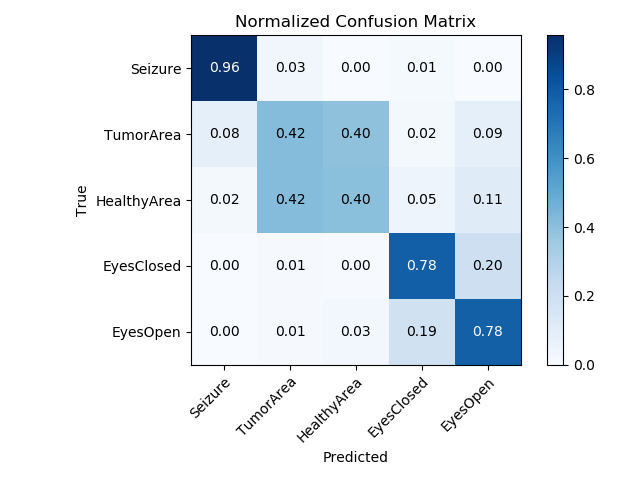 Normalized Confusion Matrix
Seizure 0.96 0.03 0.00 0.01 0.00
TumorArea 0.08 0.42 0.40 0.02 0.09
HealthyArea 0.02 0.42 0.40 0.05 0.11
EyesClosed 0.00 0.01 0.00 0.78 0.20
EyesOpen 0.00 0.01 0.03 0.19 0.78
True
Seizure TumorArea HealthyArea EyesClosed EyesOpen
Predicted
0.8
0.6
0.4
0.2
0.0